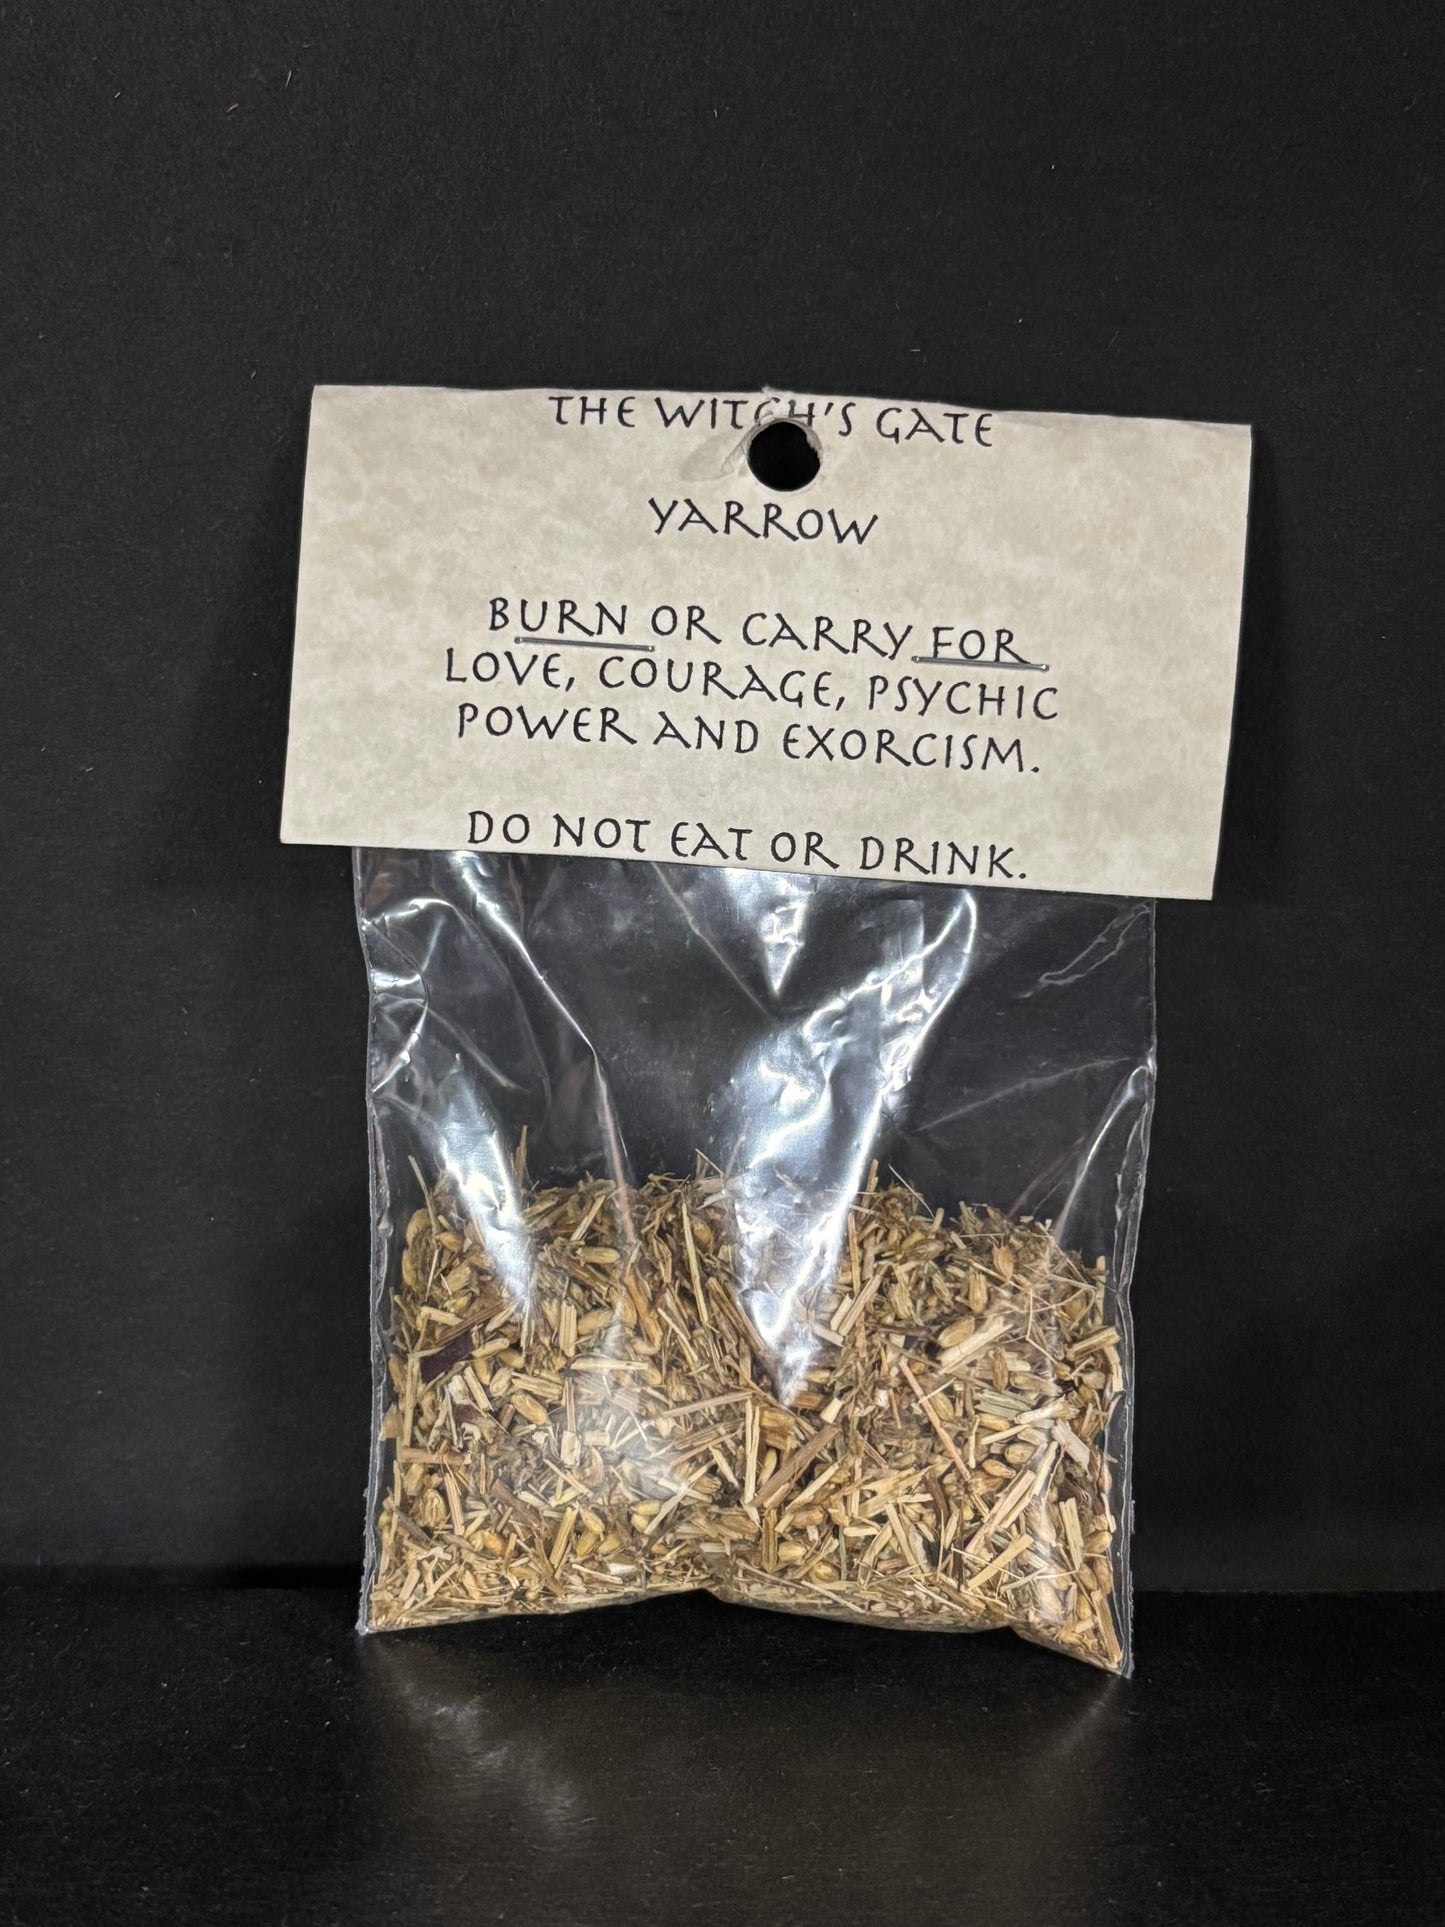 THE WITCH'S GATE
YARROW
BURN OR CARRY FOR
LOVE, COURAGE, PSYCHIC
POWER AND EXORCISM.
DO NOT EAT OR DRINK.